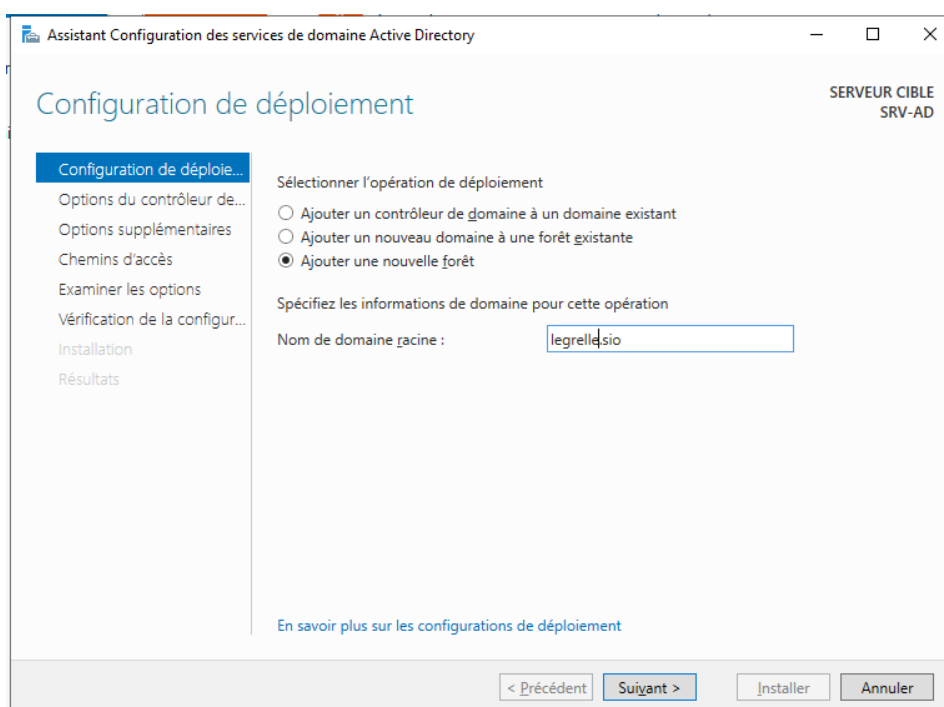 Assistant Configuration des services de domaine Active Directory
Configuration de déploiement
SERVEUR CIBLE
SRV-AD
Configuration de déploie...
Options du contrôleur de...
Options supplémentaires
Chemins d'accès
Examiner les options
Vérification de la configur...
Installation
Résultats
Sélectionner l'opération de déploiement
Ajouter un contrôleur de domaine à un domaine existant
Ajouter un nouveau domaine à une forêt existante
Ajouter une nouvelle forêt
Spécifiez les informations de domaine pour cette opération
Nom de domaine racine : legrelle.sio
En savoir plus sur les configurations de déploiement
< Précédent Suivant > Installer Annuler